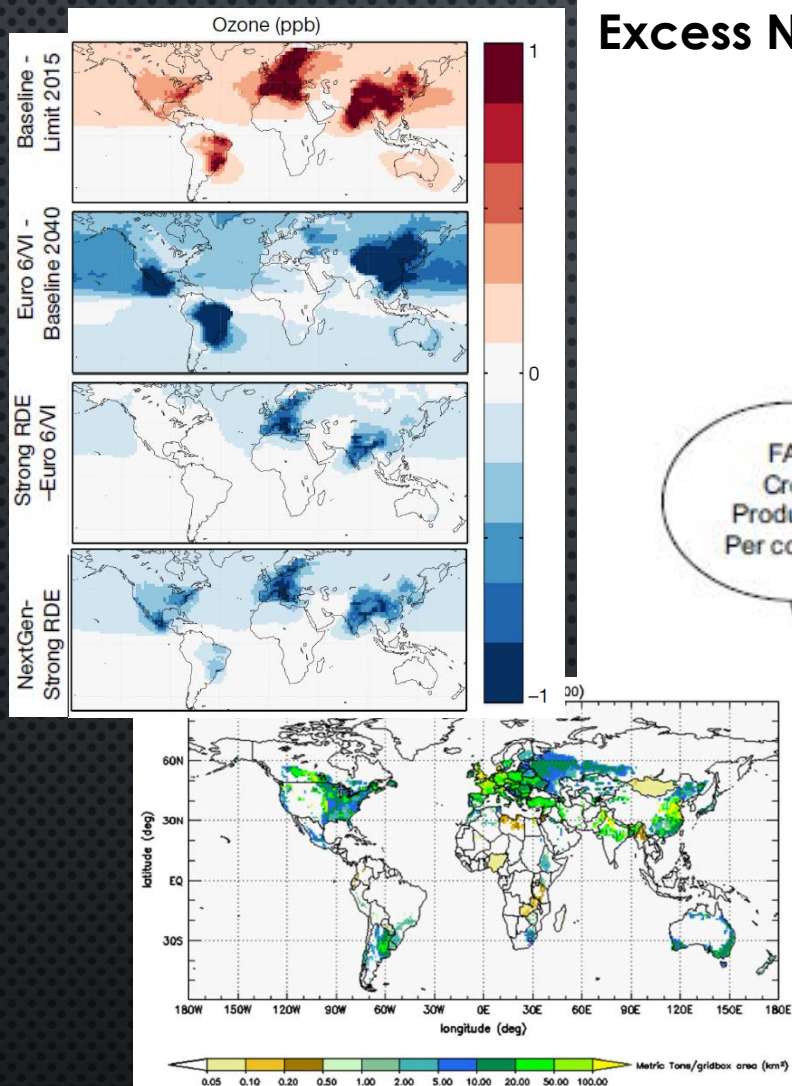 Excess N
Ozone (ppb)
Baseline -
Limit 2015
Euro 6/VI -
Baseline 2040
Strong RDE
-Euro 6/VI
NextGen-
Strong RDE
1
0
-1
FA
Cro
Produ
Per co
00)
60N
30N
EQ
30S
latitude (deg)
180W 150W 120W 90W 60W 30W 0E 30E 60E 90E 120E 150E 18
longitude (deg)
0.05 0.10 0.20 0.50 1.00 2.00 5.00 10.00 20.00 50.00 100.00
Metric Tons/gridbox area (km²)